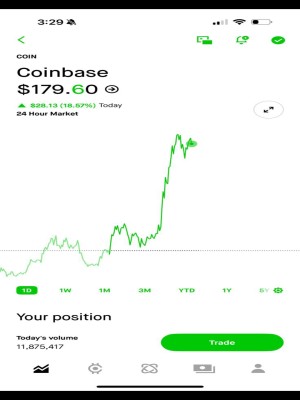 3:29
COIN
Coinbase
$179.60
$28.13 (18.57%) Today
24 Hour Market
1D 1W 1M 3M YTD 1Y 5Y
Your position
Today's volume
11,875,417
Trade